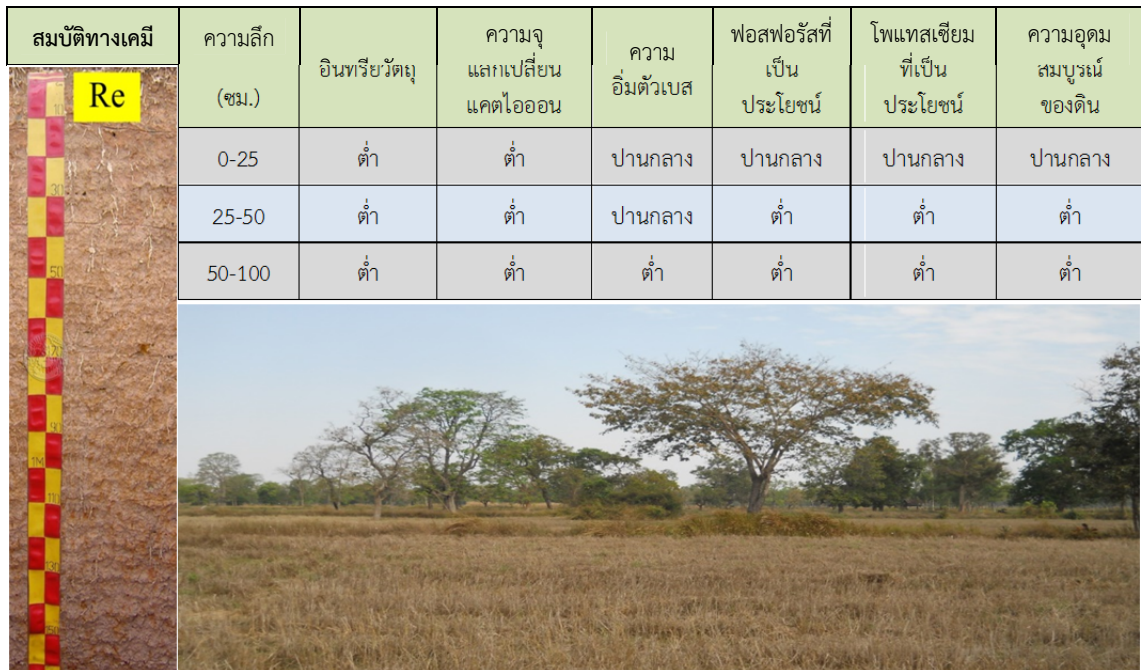 สมบัติทางเคมี
ความลึก
(ซม.)
อินทรียวัตถุ
ความจุ
แลกเปลี่ยน
แคตไอออน
ความ
อิ่มตัวเบส
ฟอสฟอรัสที่
เป็น
ประโยชน์
โพแทสเซียม
ที่เป็น
ประโยชน์
ความอุดม
สมบูรณ์
ของดิน
0-25
ต่ำ
ต่ำ
ปานกลาง
ปานกลาง
ปานกลาง
ปานกลาง
25-50
ต่ำ
ต่ำ
ปานกลาง
ต่ำ
ต่ำ
ต่ำ
50-100
ต่ำ
ต่ำ
ต่ำ
ต่ำ
ต่ำ
ต่ำ
Re
10
30
50
70
90
1M
110
130